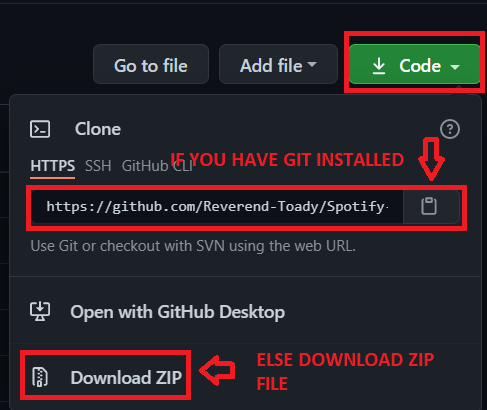 Go to file
Add file
Code
Clone
HTTPS SSH GitHub CLI
IF YOU HAVE GIT INSTALLED
https://github.com/Reverend-Toady/Spotify-
Use Git or checkout with SVN using the web URL.
Open with GitHub Desktop
Download ZIP
ELSE DOWNLOAD ZIP
FILE